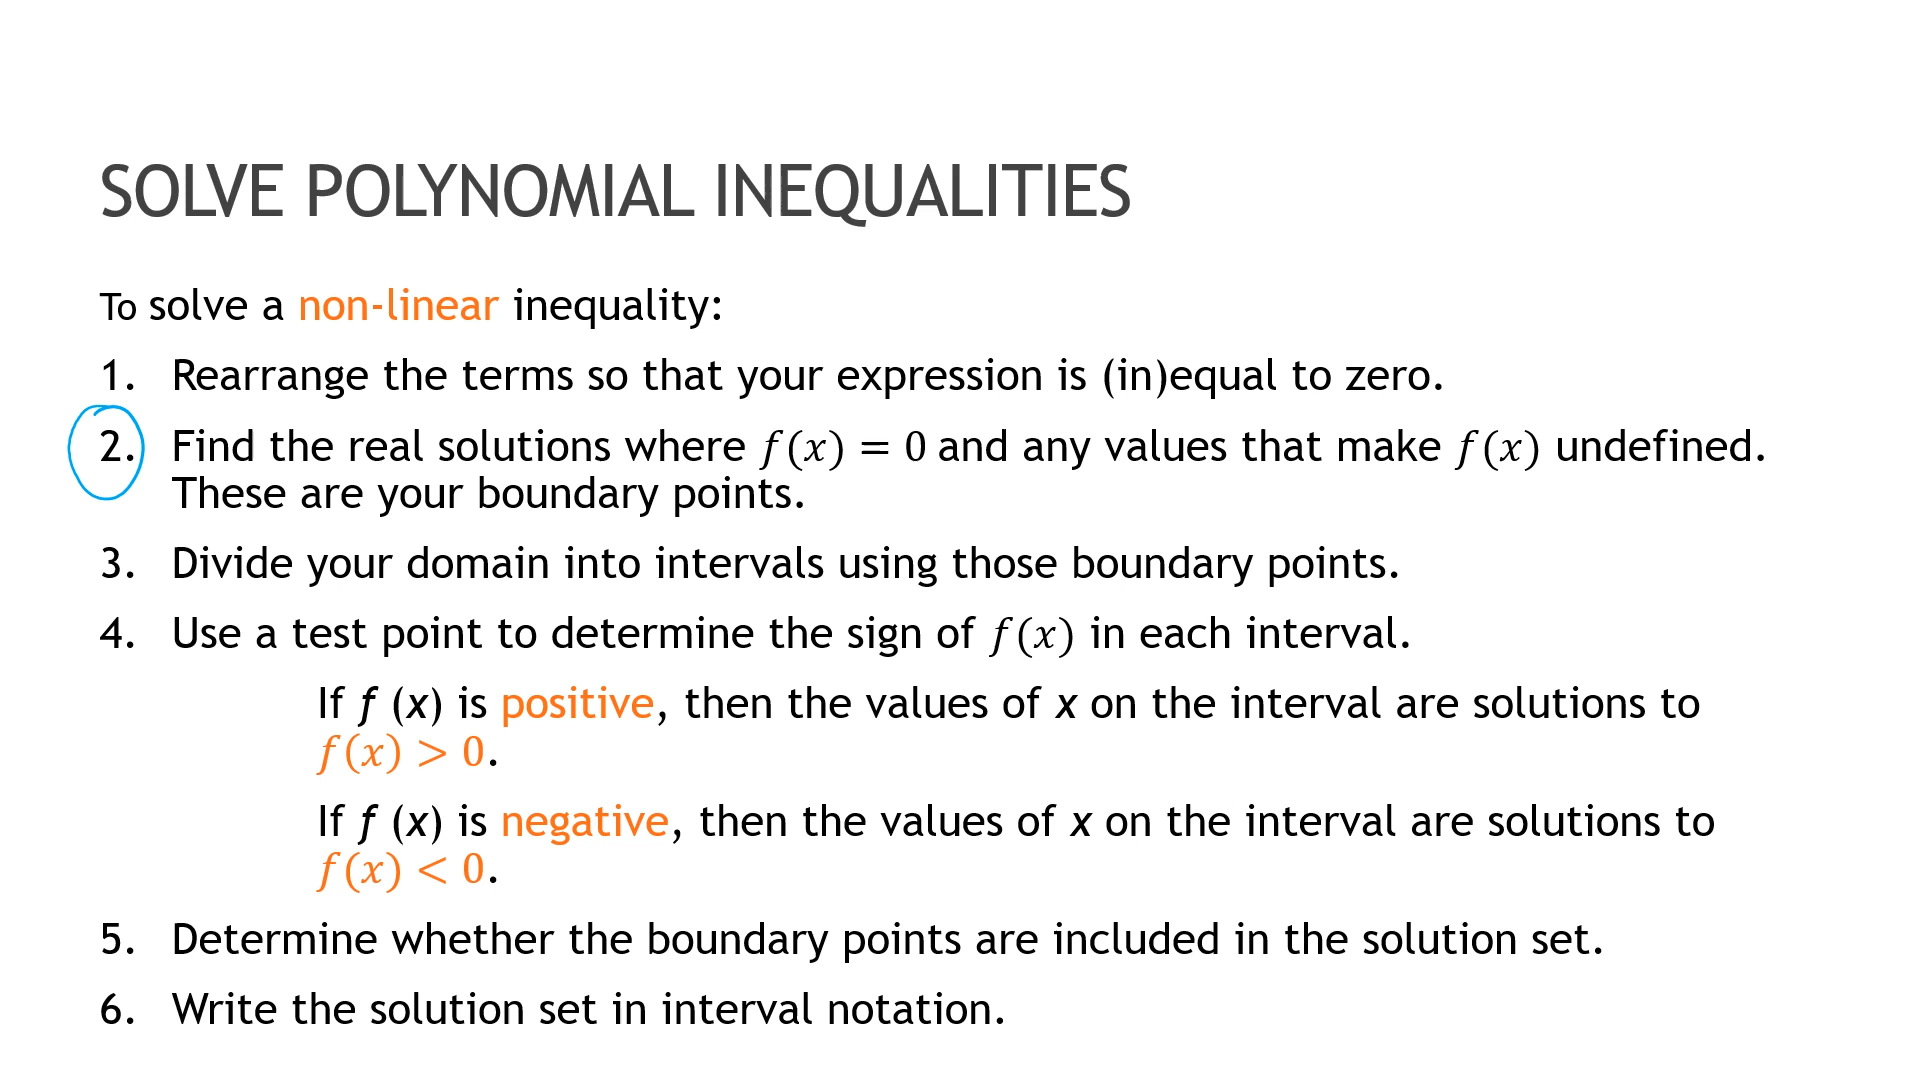 SOLVE POLYNOMIAL INEQUALITIES
To solve a non-linear inequality:
1. Rearrange the terms so that your expression is (in)equal to zero.
2. Find the real solutions where f(x) = 0 and any values that make f(x) undefined.
These are your boundary points.
3. Divide your domain into intervals using those boundary points.
4. Use a test point to determine the sign of f(x) in each interval.
If f (x) is positive, then the values of x on the interval are solutions to
f(x) > 0.
If f (x) is negative, then the values of x on the interval are solutions to
f(x) < 0.
5. Determine whether the boundary points are included in the solution set.
6. Write the solution set in interval notation.